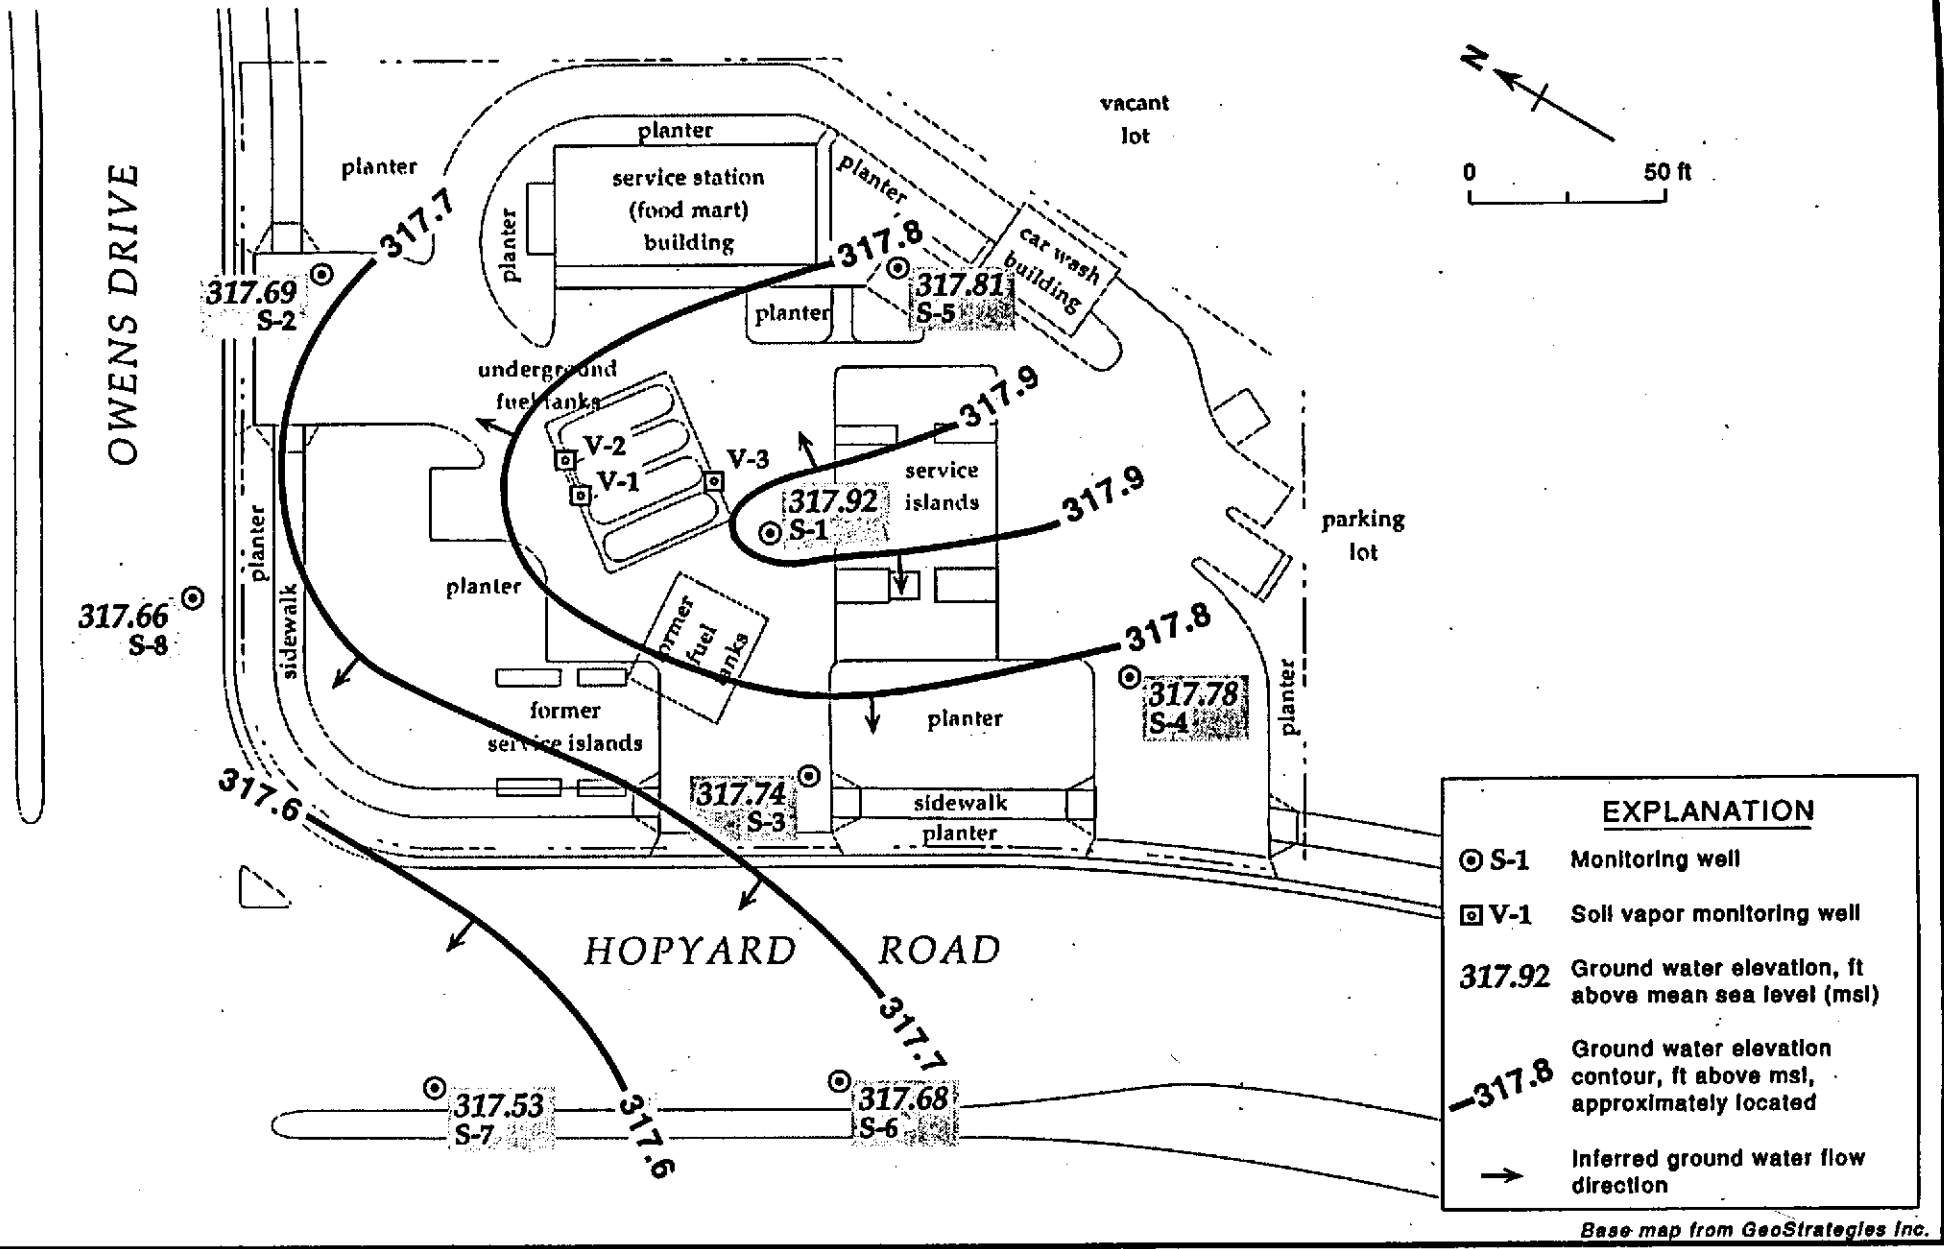 N
0 50 ft
vacant
lot
planter
planter
planter
planter
service station
(food mart)
building
car wash
building
OWENS DRIVE
317.7
317.8
317.69
S-2
317.81
S-5
planter
underground
fuel tanks
317.9
V-2
V-1
V-3
service
islands
317.92
S-1
317.9
parking
lot
planter
planter
sidewalk
317.66
S-8
former
fuel
tanks
317.8
317.78
S-4
planter
planter
former
service islands
317.6
317.74
S-3
sidewalk
planter
HOPYARD ROAD
317.7
317.53
S-7
317.6
317.68
S-6
EXPLANATION
S-1 Monitoring well
V-1 Soil vapor monitoring well
317.92 Ground water elevation, ft
above mean sea level (msl)
317.8 Ground water elevation
contour, ft above msl,
approximately located
Inferred ground water flow
direction
Base map from GeoStrategies Inc.